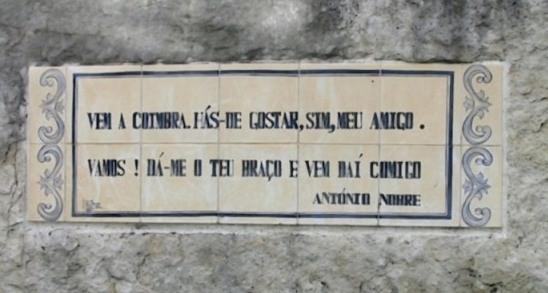 VEM A COIMBRA. HÁS-DE GOSTAR, SIM, MEU AMIGO.
VAMOS! DÁ-ME O TEU BRAÇO E VEM DAÍ COMIGO
ANTÓNIO NOBRE